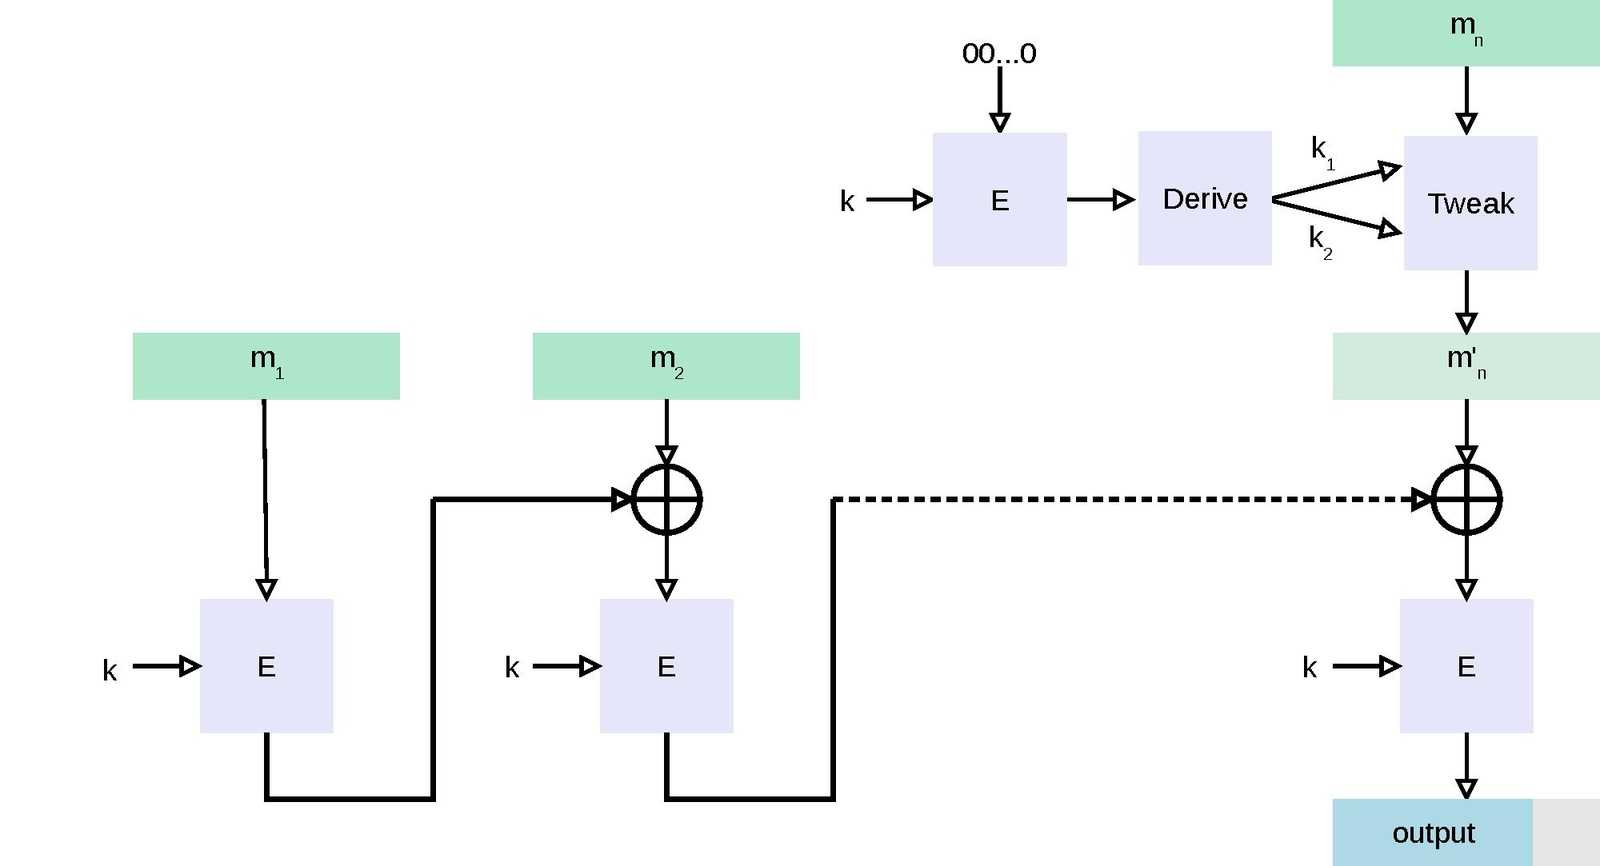 m_n
00...0
k E Derive k_1 k_2 Tweak
m_1 m_2 m'_n
k E k E k E
output